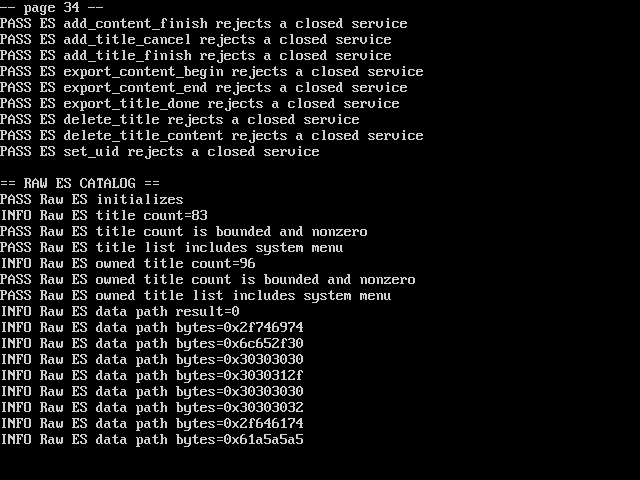 -- page 34 --
PASS ES add_content_finish rejects a closed service
PASS ES add_title_cancel rejects a closed service
PASS ES add_title_finish rejects a closed service
PASS ES export_content_begin rejects a closed service
PASS ES export_content_end rejects a closed service
PASS ES export_title_done rejects a closed service
PASS ES delete_title rejects a closed service
PASS ES delete_title_content rejects a closed service
PASS ES set_uid rejects a closed service
== RAW ES CATALOG ==
PASS Raw ES initializes
INFO Raw ES title count=83
PASS Raw ES title count is bounded and nonzero
PASS Raw ES title list includes system menu
INFO Raw ES owned title count=96
PASS Raw ES owned title count is bounded and nonzero
PASS Raw ES owned title list includes system menu
INFO Raw ES data path result=0
INFO Raw ES data path bytes=0x2f746974
INFO Raw ES data path bytes=0x6c652f30
INFO Raw ES data path bytes=0x30303030
INFO Raw ES data path bytes=0x3030312f
INFO Raw ES data path bytes=0x30303030
INFO Raw ES data path bytes=0x30303032
INFO Raw ES data path bytes=0x2f646174
INFO Raw ES data path bytes=0x61a5a5a5